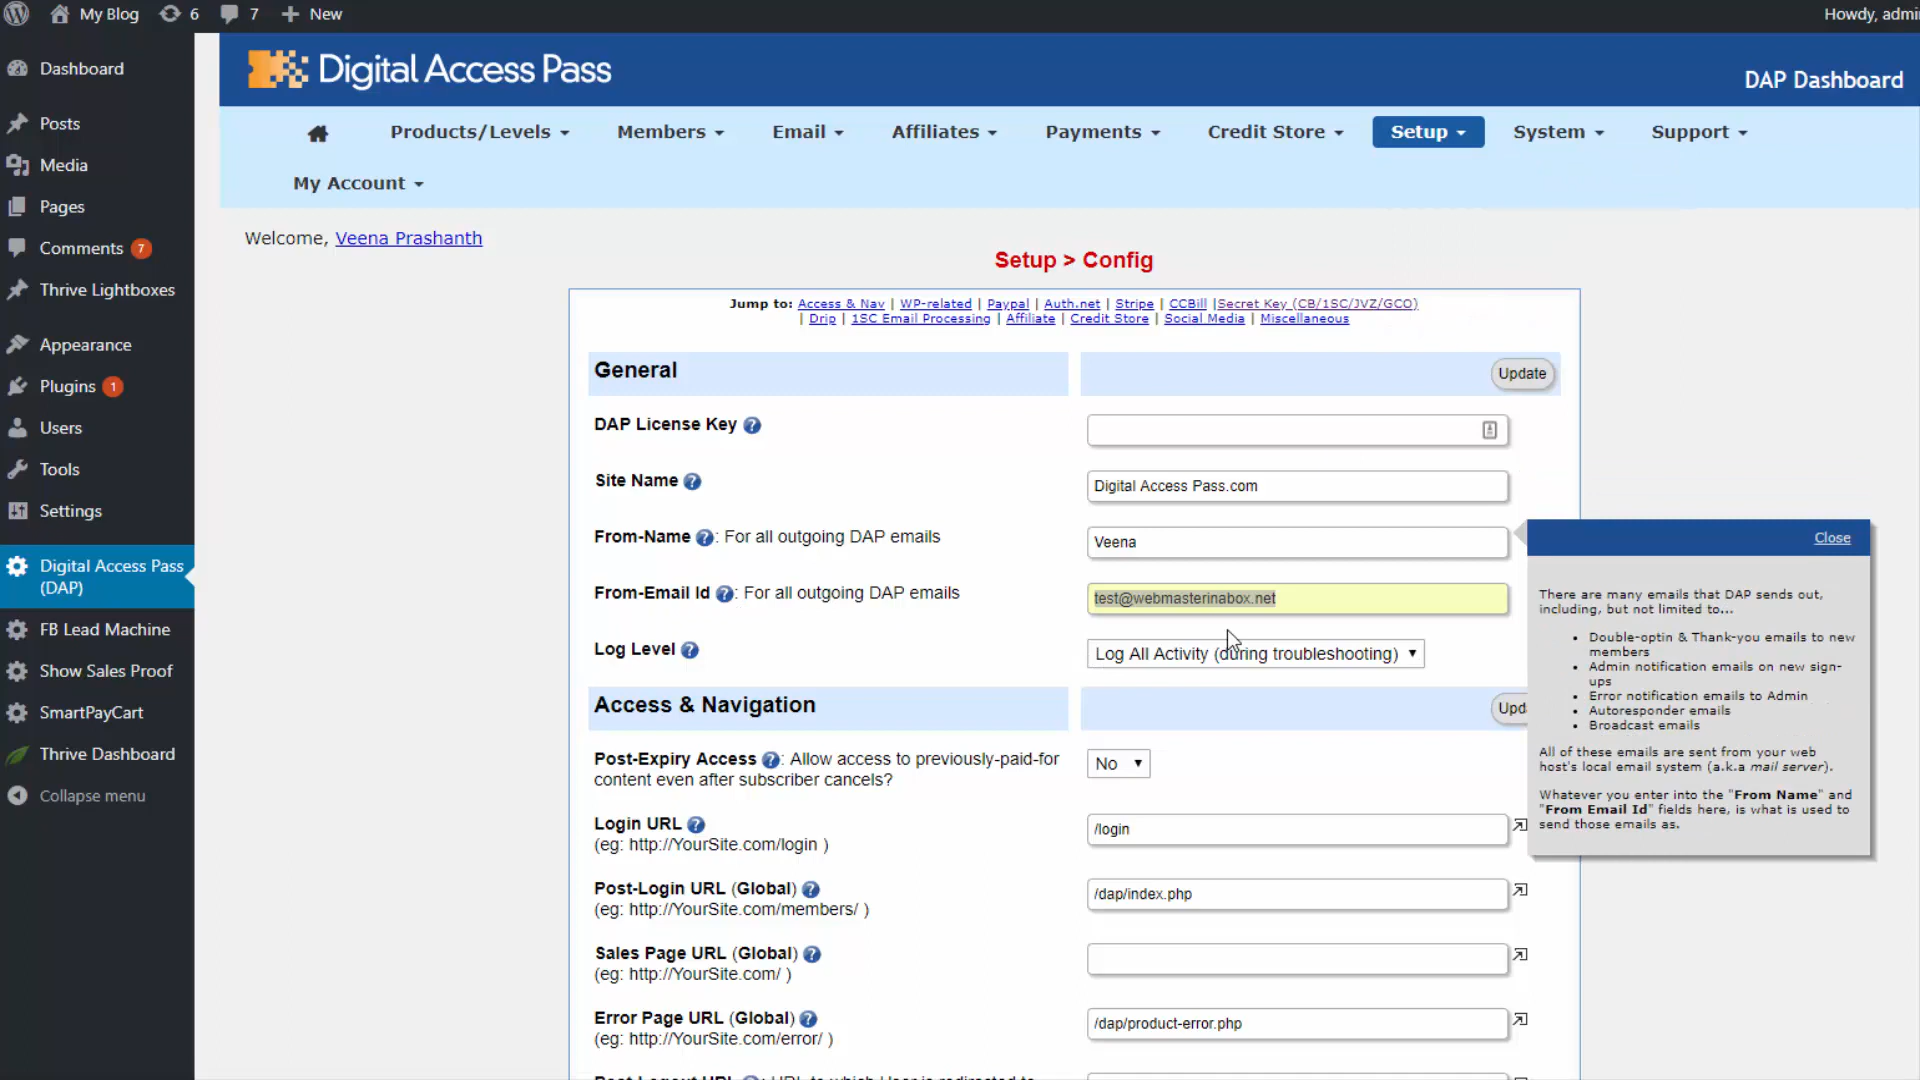 My Blog 6 7 New Howdy, admi
Dashboard
Posts
Media
Pages
Comments 7
Thrive Lightboxes
Appearance
Plugins 1
Users
Tools
Settings
Digital Access Pass
(DAP)
FB Lead Machine
Show Sales Proof
SmartPayCart
Thrive Dashboard
Collapse menu
Digital Access Pass
DAP Dashboard
Products/Levels Members Email Affiliates Payments Credit Store Setup System Support
My Account
Welcome, Veena Prashanth
Setup > Config
Jump to: Access & Nav | WP-related | Paypal | Auth.net | Stripe | CCBill |Secret Key (CB/1SC/JVZ/GCO)
| Drip | 1SC Email Processing | Affiliate | Credit Store | Social Media | Miscellaneous
General Update
DAP License Key ?
Site Name ? Digital Access Pass.com
From-Name ?: For all outgoing DAP emails Veena
From-Email Id ?: For all outgoing DAP emails test@webmasterinabox.net
Log Level ? Log All Activity (during troubleshooting)
Access & Navigation Upd
Post-Expiry Access ?: Allow access to previously-paid-for No
content even after subscriber cancels?
Login URL ? /login
(eg: http://YourSite.com/login )
Post-Login URL (Global) ? /dap/index.php
(eg: http://YourSite.com/members/ )
Sales Page URL (Global) ?
(eg: http://YourSite.com/ )
Error Page URL (Global) ? /dap/product-error.php
(eg: http://YourSite.com/error/ )
Close
There are many emails that DAP sends out,
including, but not limited to...
• Double-optin & Thank-you emails to new
members
• Admin notification emails on new sign-
ups
• Error notification emails to Admin
• Autoresponder emails
• Broadcast emails
All of these emails are sent from your web
host's local email system (a.k.a mail server).
Whatever you enter into the "From Name" and
"From Email Id" fields here, is what is used to
send those emails as.